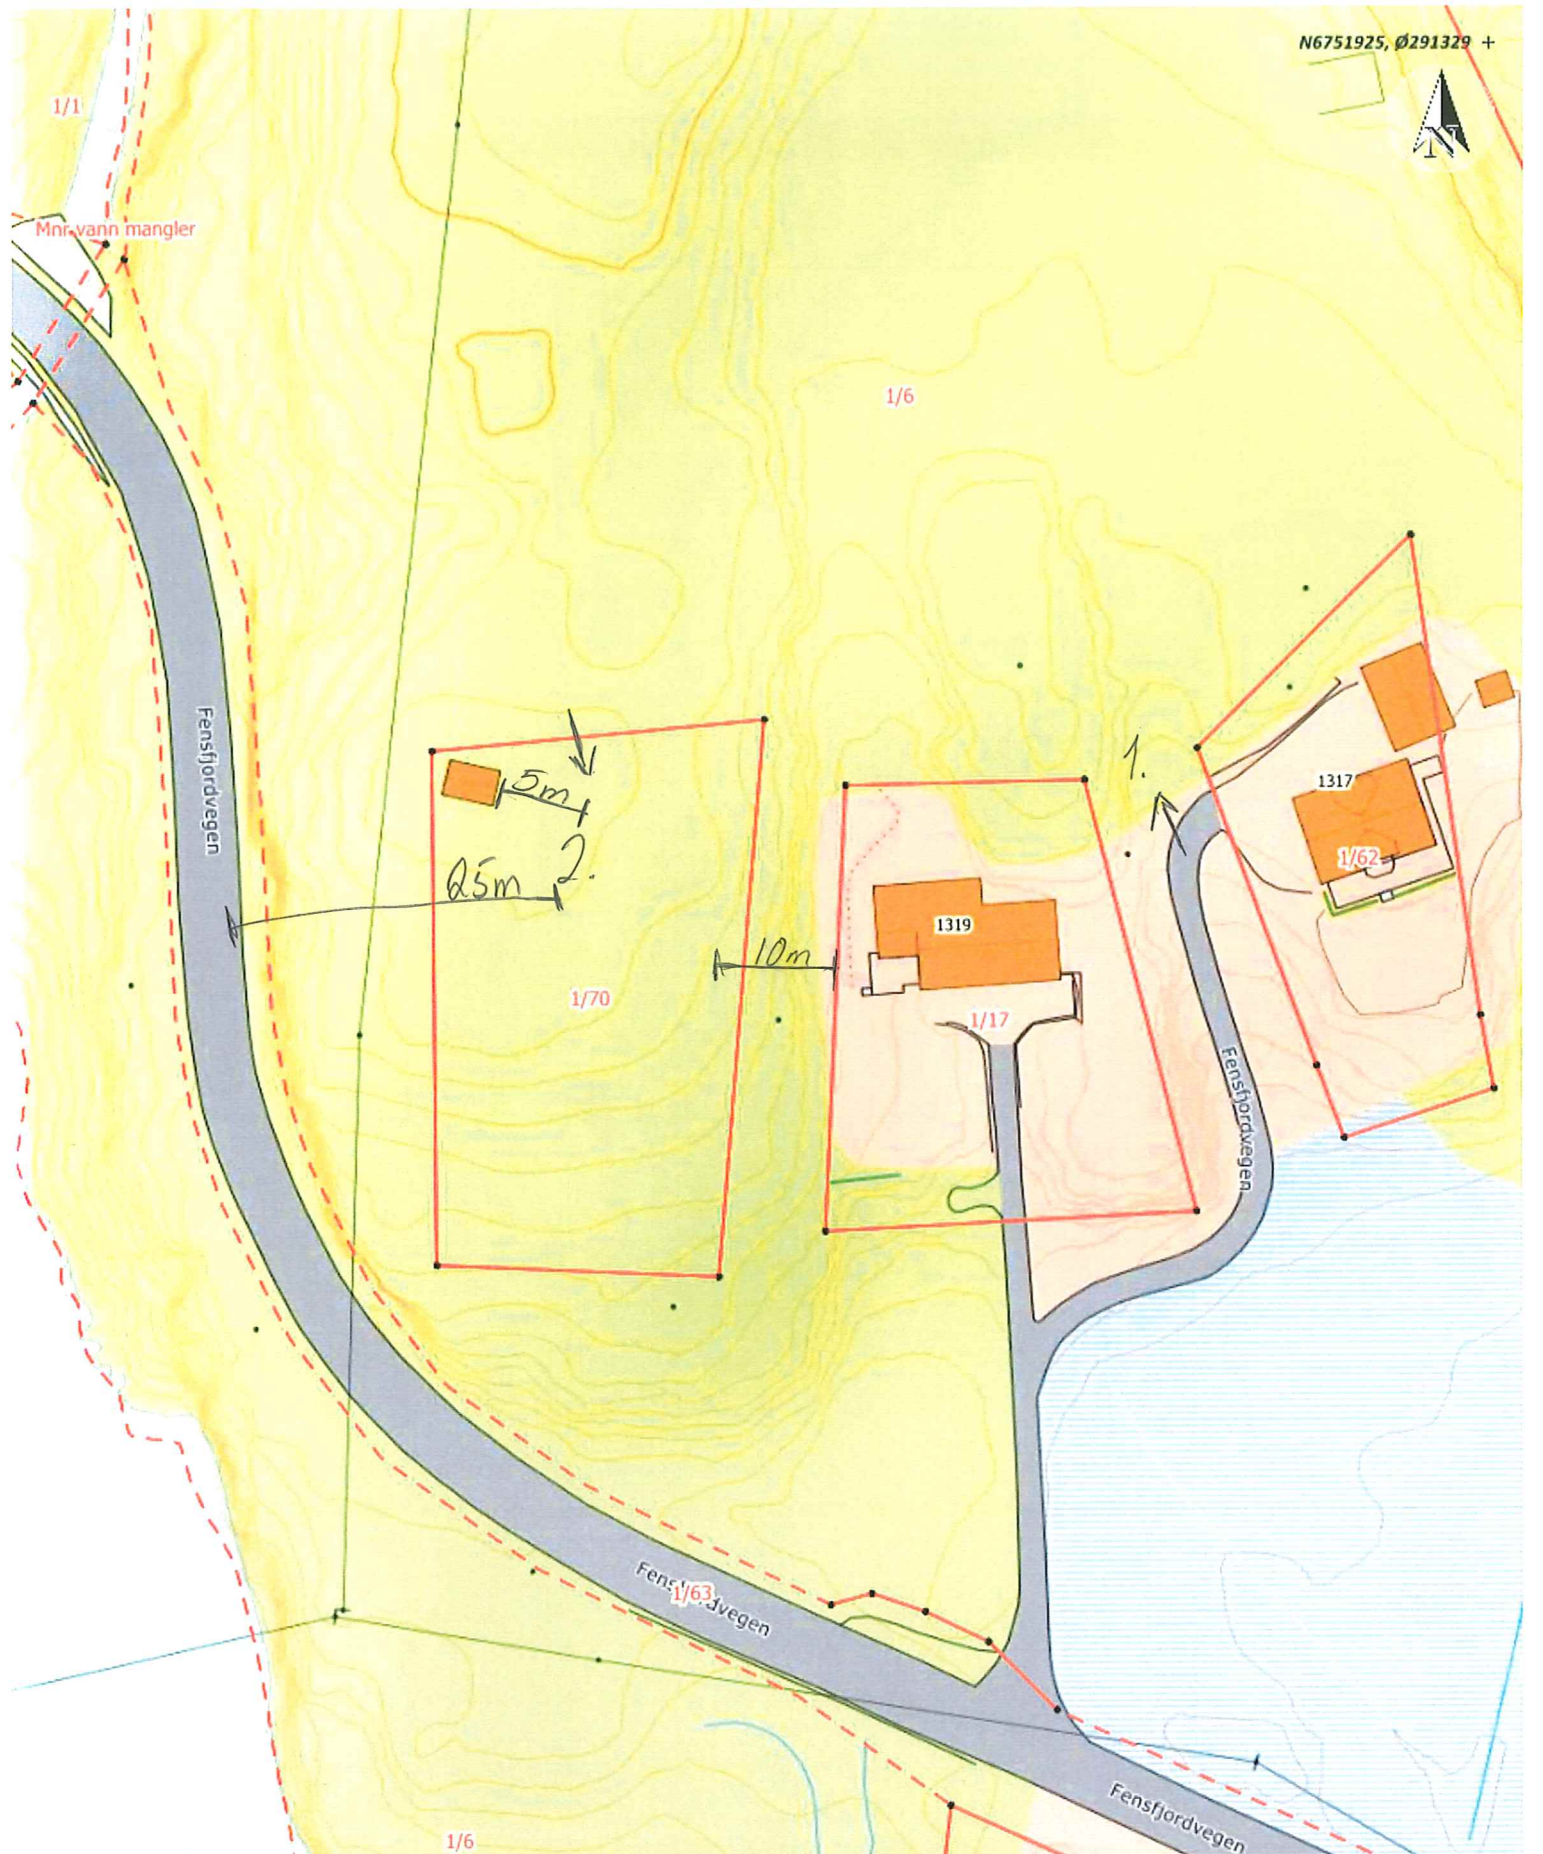 N6751925, Ø291329 +
N
1/1
Mnr vann mangler
1/6
Fensfjordvegen
5m
2.
25m
1.
1317
1/62
1319
10m
1/70
1/17
Fensfjordvegen
Fensfjordvegen
1/63
Fensfjordvegen
1/6